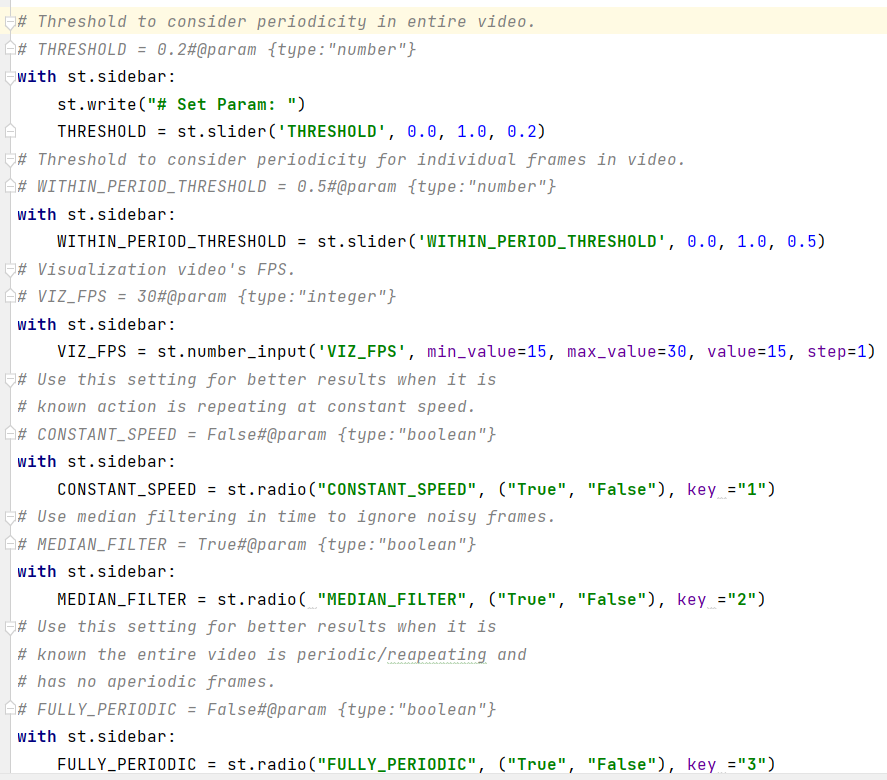 # Threshold to consider periodicity in entire video.
# THRESHOLD = 0.2#@param {type:"number"}
with st.sidebar:
    st.write("# Set Param: ")
    THRESHOLD = st.slider('THRESHOLD', 0.0, 1.0, 0.2)
# Threshold to consider periodicity for individual frames in video.
# WITHIN_PERIOD_THRESHOLD = 0.5#@param {type:"number"}
with st.sidebar:
    WITHIN_PERIOD_THRESHOLD = st.slider('WITHIN_PERIOD_THRESHOLD', 0.0, 1.0, 0.5)
# Visualization video's FPS.
# VIZ_FPS = 30#@param {type:"integer"}
with st.sidebar:
    VIZ_FPS = st.number_input('VIZ_FPS', min_value=15, max_value=30, value=15, step=1)
# Use this setting for better results when it is
# known action is repeating at constant speed.
# CONSTANT_SPEED = False#@param {type:"boolean"}
with st.sidebar:
    CONSTANT_SPEED = st.radio("CONSTANT_SPEED", ("True", "False"), key ="1")
# Use median filtering in time to ignore noisy frames.
# MEDIAN_FILTER = True#@param {type:"boolean"}
with st.sidebar:
    MEDIAN_FILTER = st.radio( "MEDIAN_FILTER", ("True", "False"), key ="2")
# Use this setting for better results when it is
# known the entire video is periodic/reapeating and
# has no aperiodic frames.
# FULLY_PERIODIC = False#@param {type:"boolean"}
with st.sidebar:
    FULLY_PERIODIC = st.radio("FULLY_PERIODIC", ("True", "False"), key ="3")